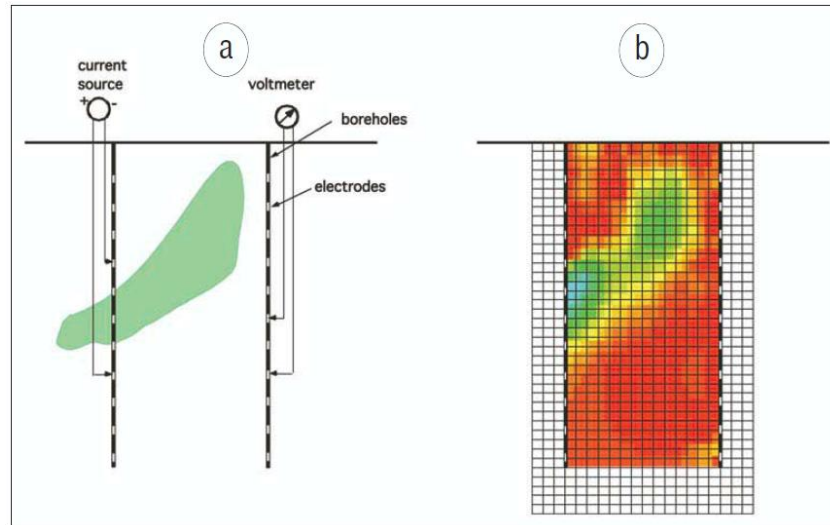 a
b
current
source
+ -
voltmeter
boreholes
electrodes